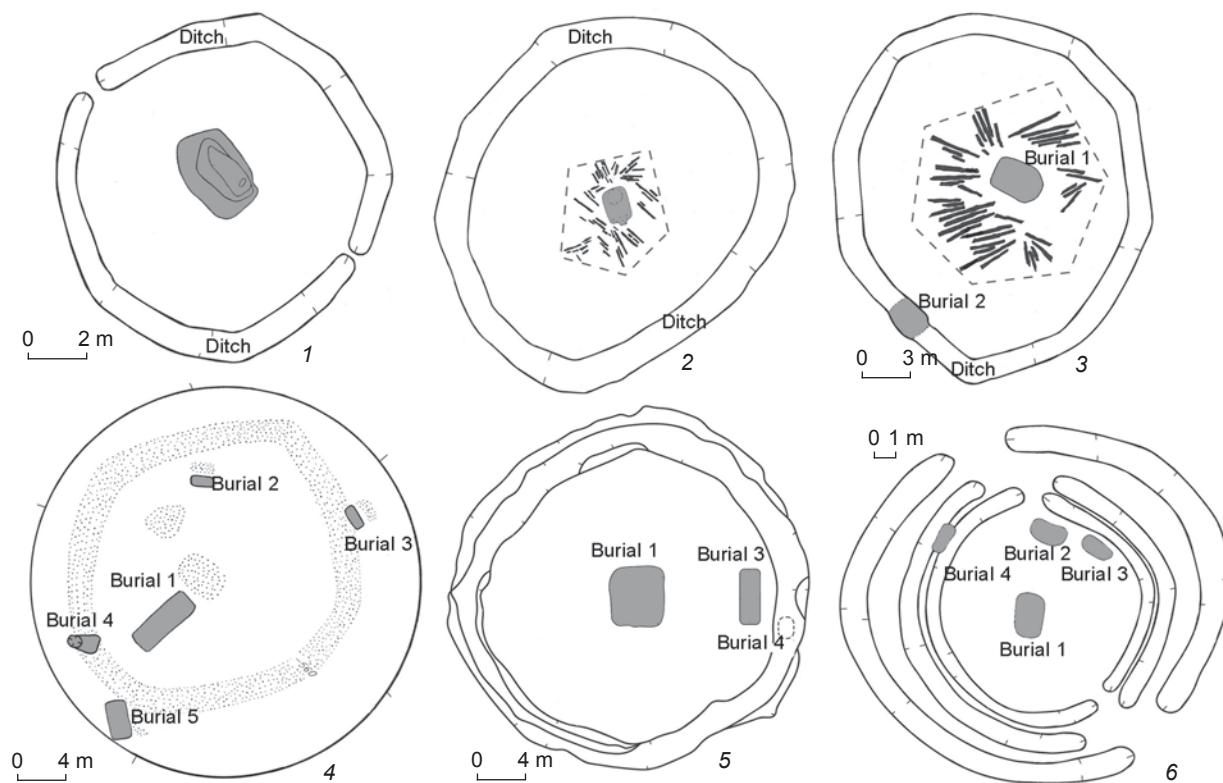 Ditch
0 2 m
Ditch
1
Ditch
Ditch
2
Burial 1
Burial 2
0 3 m
Ditch
3
Burial 2
Burial 3
Burial 1
Burial 4
Burial 5
0 4 m
4
Burial 1
Burial 3
Burial 4
0 4 m
5
0 1 m
Burial 2
Burial 4
Burial 3
Burial 1
6